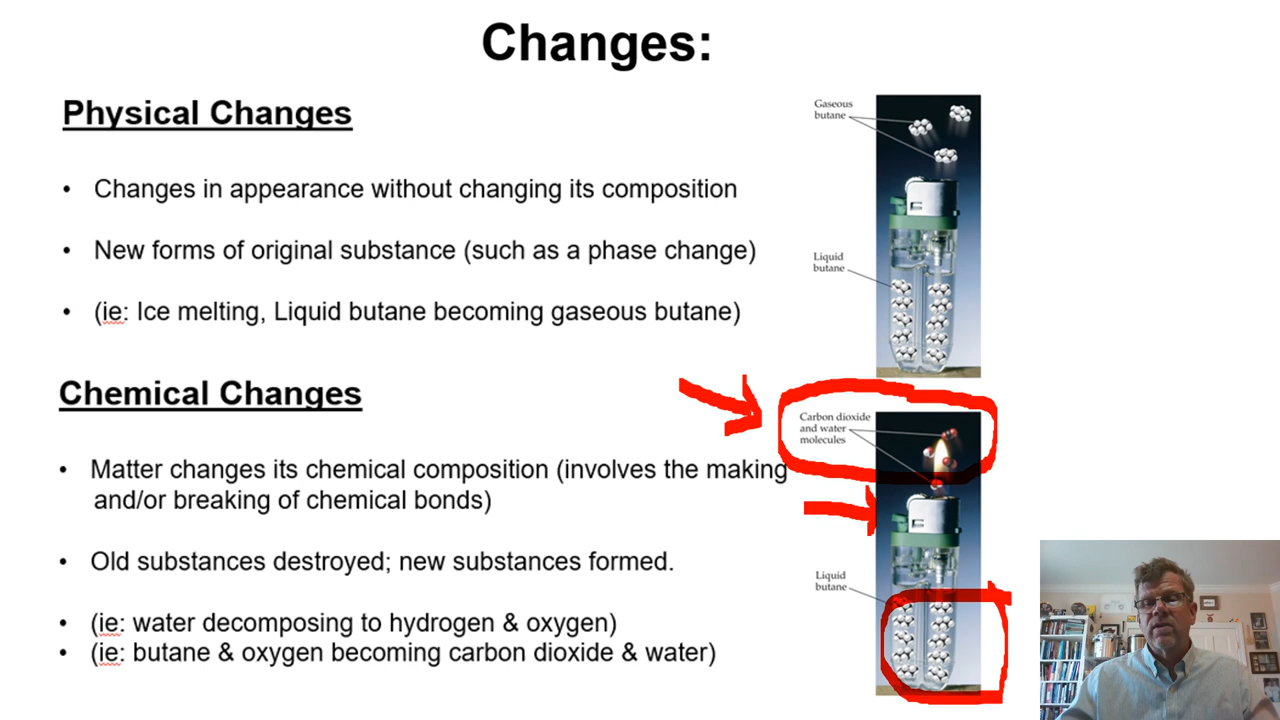 Changes:
Physical Changes
• Changes in appearance without changing its composition
• New forms of original substance (such as a phase change)
• (ie: Ice melting, Liquid butane becoming gaseous butane)
Gaseous
butane
Liquid
butane
Chemical Changes
• Matter changes its chemical composition (involves the making
and/or breaking of chemical bonds)
• Old substances destroyed; new substances formed.
• (ie: water decomposing to hydrogen & oxygen)
• (ie: butane & oxygen becoming carbon dioxide & water)
Carbon dioxide
and water
molecules
Liquid
butane